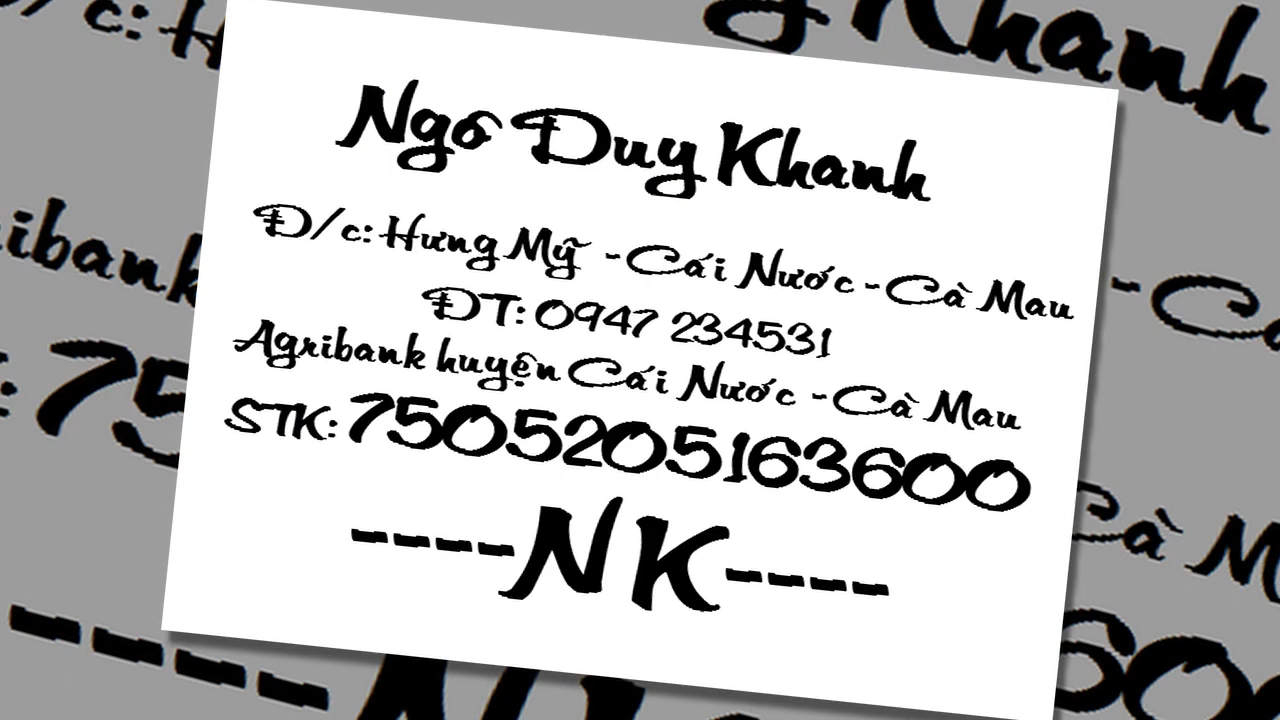 Ngô Duy Khanh
Đ/c: Hưng Mỹ - Cái Nước - Cà Mau
ĐT: 0947 234531
Agribank huyện Cái Nước - Cà Mau
STK: 7505205163600
----NK----